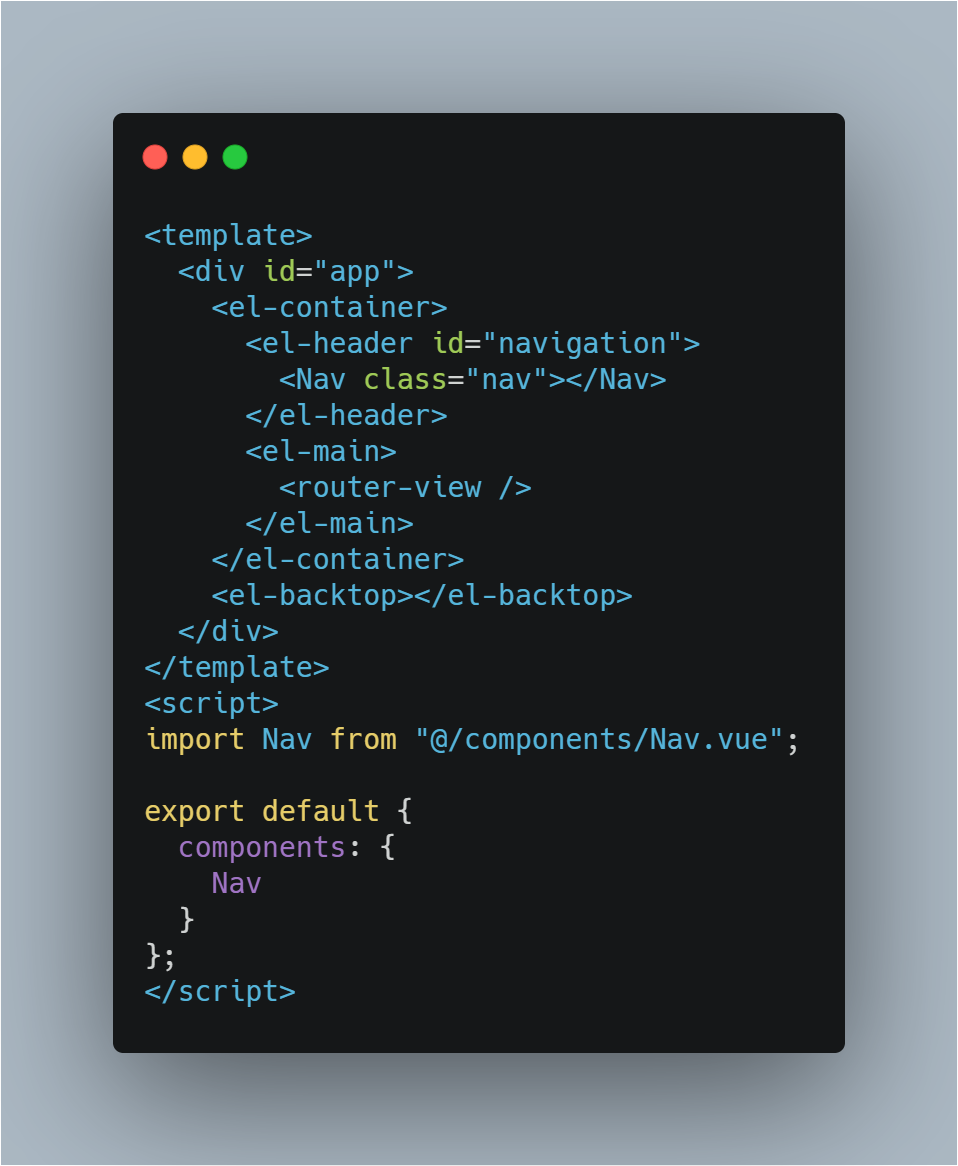 <template>
  <div id="app">
    <el-container>
      <el-header id="navigation">
        <Nav class="nav"></Nav>
      </el-header>
      <el-main>
        <router-view />
      </el-main>
    </el-container>
    <el-backtop></el-backtop>
  </div>
</template>
<script>
import Nav from "@/components/Nav.vue";

export default {
  components: {
    Nav
  }
};
</script>